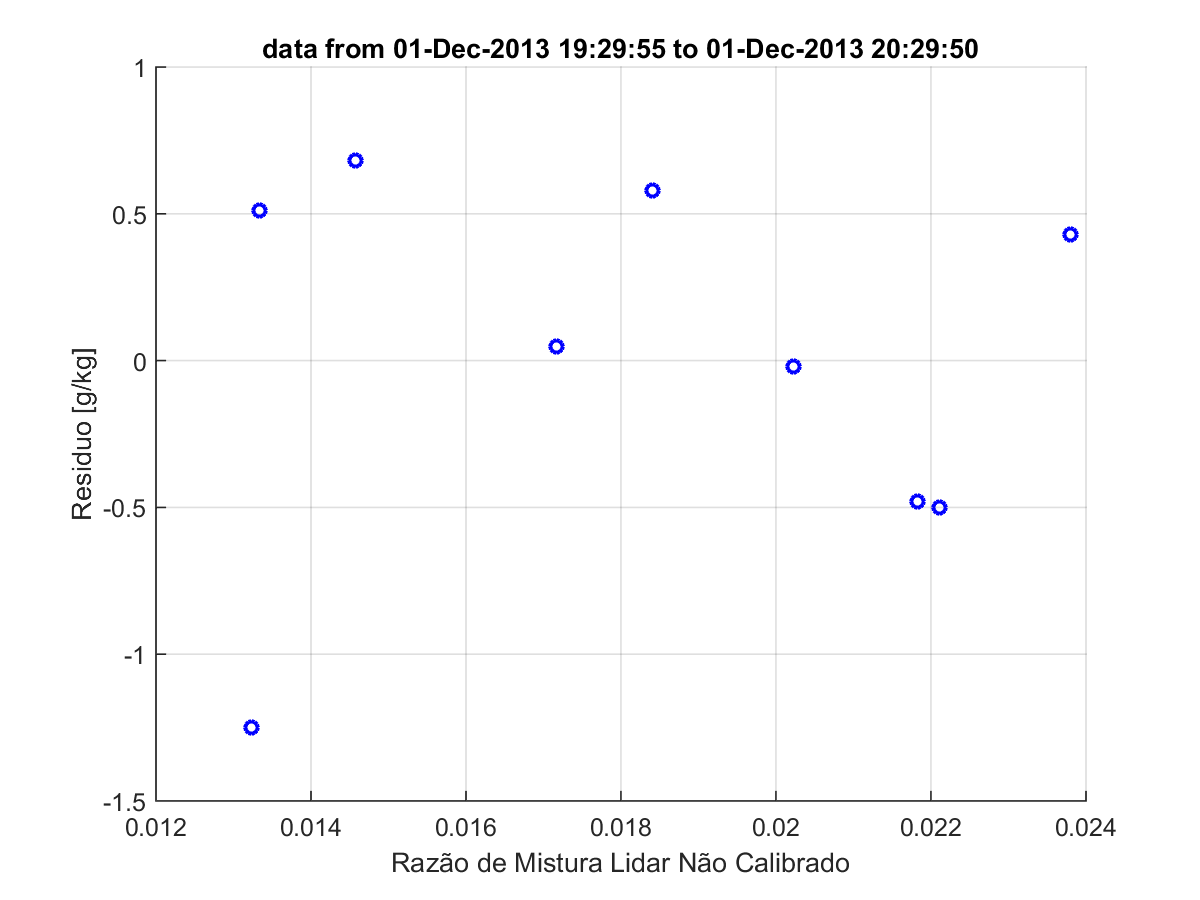 data from 01-Dec-2013 19:29:55 to 01-Dec-2013 20:29:50
1
0.5
0
-0.5
-1
-1.5
Residuo [g/kg]
0.012 0.014 0.016 0.018 0.02 0.022 0.024
Razão de Mistura Lidar Não Calibrado